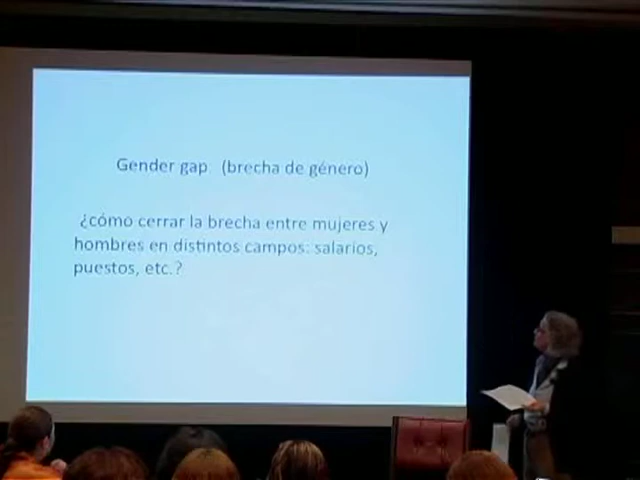 Gender gap (brecha de género)
¿cómo cerrar la brecha entre mujeres y
hombres en distintos campos: salarios,
puestos, etc.?